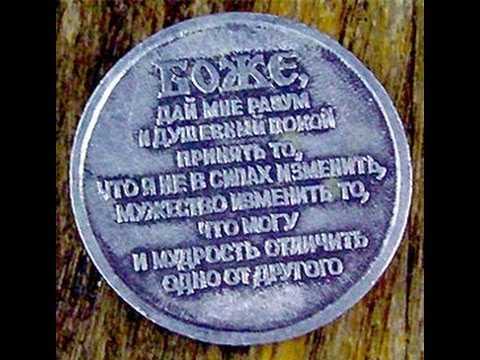 БОЖЕ,
ДАЙ МНЕ РАЗУМ
И ДУШЕВНЫЙ ПОКОЙ
ПРИНЯТЬ ТО,
ЧТО Я НЕ В СИЛАХ ИЗМЕНИТЬ,
МУЖЕСТВО ИЗМЕНИТЬ ТО,
ЧТО МОГУ
И МУДРОСТЬ ОТЛИЧИТЬ
ОДНО ОТ ДРУГОГО